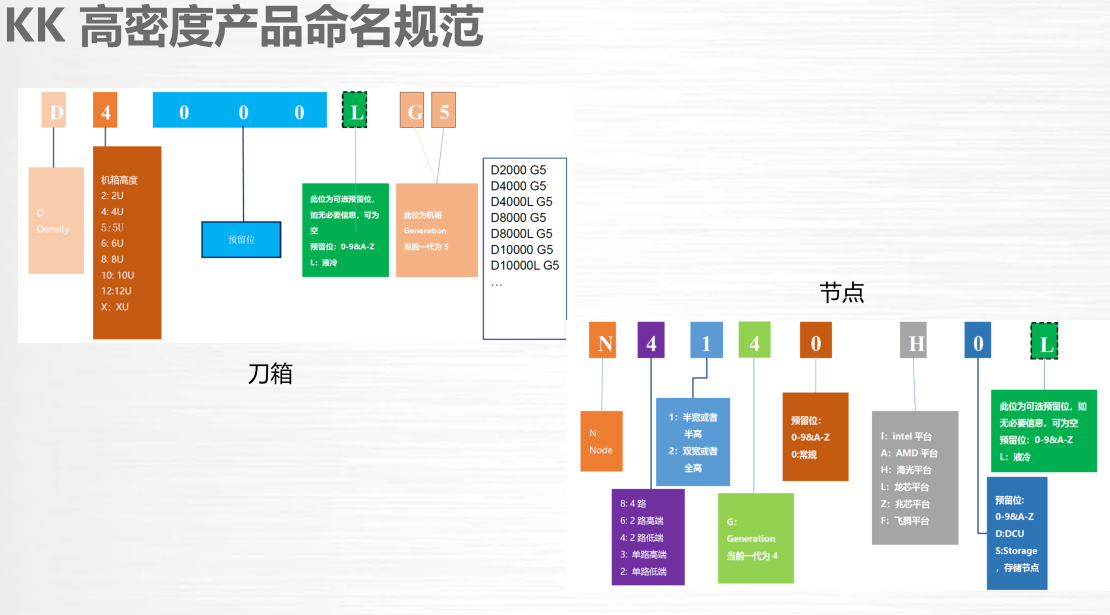 KK 高密度产品命名规范
D 4 0 0 0 L G 5
D:
Density
机箱高度
2: 2U
4: 4U
5: 5U
6: 6U
8: 8U
10: 10U
12:12U
X: XU
预留位
此位为可选预留位,
如无必要信息，可为
空
预留位：0-9&A-Z
L：液冷
此位为机箱
Generation
当前一代为 5
D2000 G5
D4000 G5
D4000L G5
D8000 G5
D8000L G5
D10000 G5
D10000L G5
…
刀箱
节点
N 4 1 4 0 H 0 L
N:
Node
8: 4 路
6: 2 路高端
4: 2 路低端
3: 单路高端
2: 单路低端
1：半宽或者
半高
2：双宽或者
全高
G:
Generation
当前一代为 4
预留位:
0-9&A-Z
0:常规
I：intel 平台
A：AMD 平台
H：海光平台
L：龙芯平台
Z：兆芯平台
F：飞腾平台
预留位:
0-9&A-Z
D:DCU
S:Storage
，存储节点
此位为可选预留位，如
无必要信息，可为空
预留位：0-9&A-Z
L：液冷